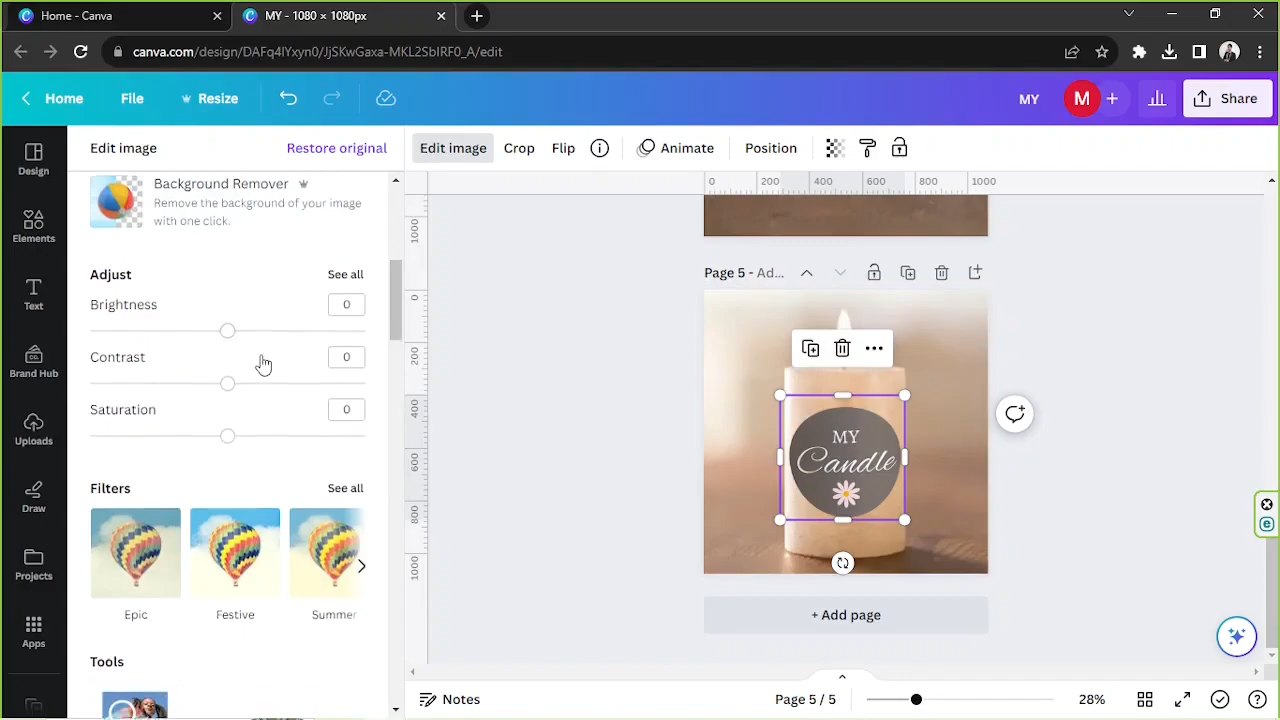 Home - Canva
MY - 1080 × 1080px
canva.com/design/DAFq4lYxyn0/JjSKwGaxa-MKL2SbIRF0_A/edit
Home
File
Resize
MY
M
Share
Edit image
Restore original
Edit image
Crop
Flip
Animate
Position
Design
Elements
Text
Brand Hub
CO.
Uploads
Draw
Projects
Apps
Background Remover
Remove the background of your image
with one click.
Adjust
See all
Brightness
0
Contrast
0
Saturation
0
Filters
See all
Epic
Festive
Summer
Tools
0
200
400
600
800
1000
1000
0
200
400
600
800
1000
Page 5 - Ad...
MY
Candle
+ Add page
Notes
Page 5 / 5
28%